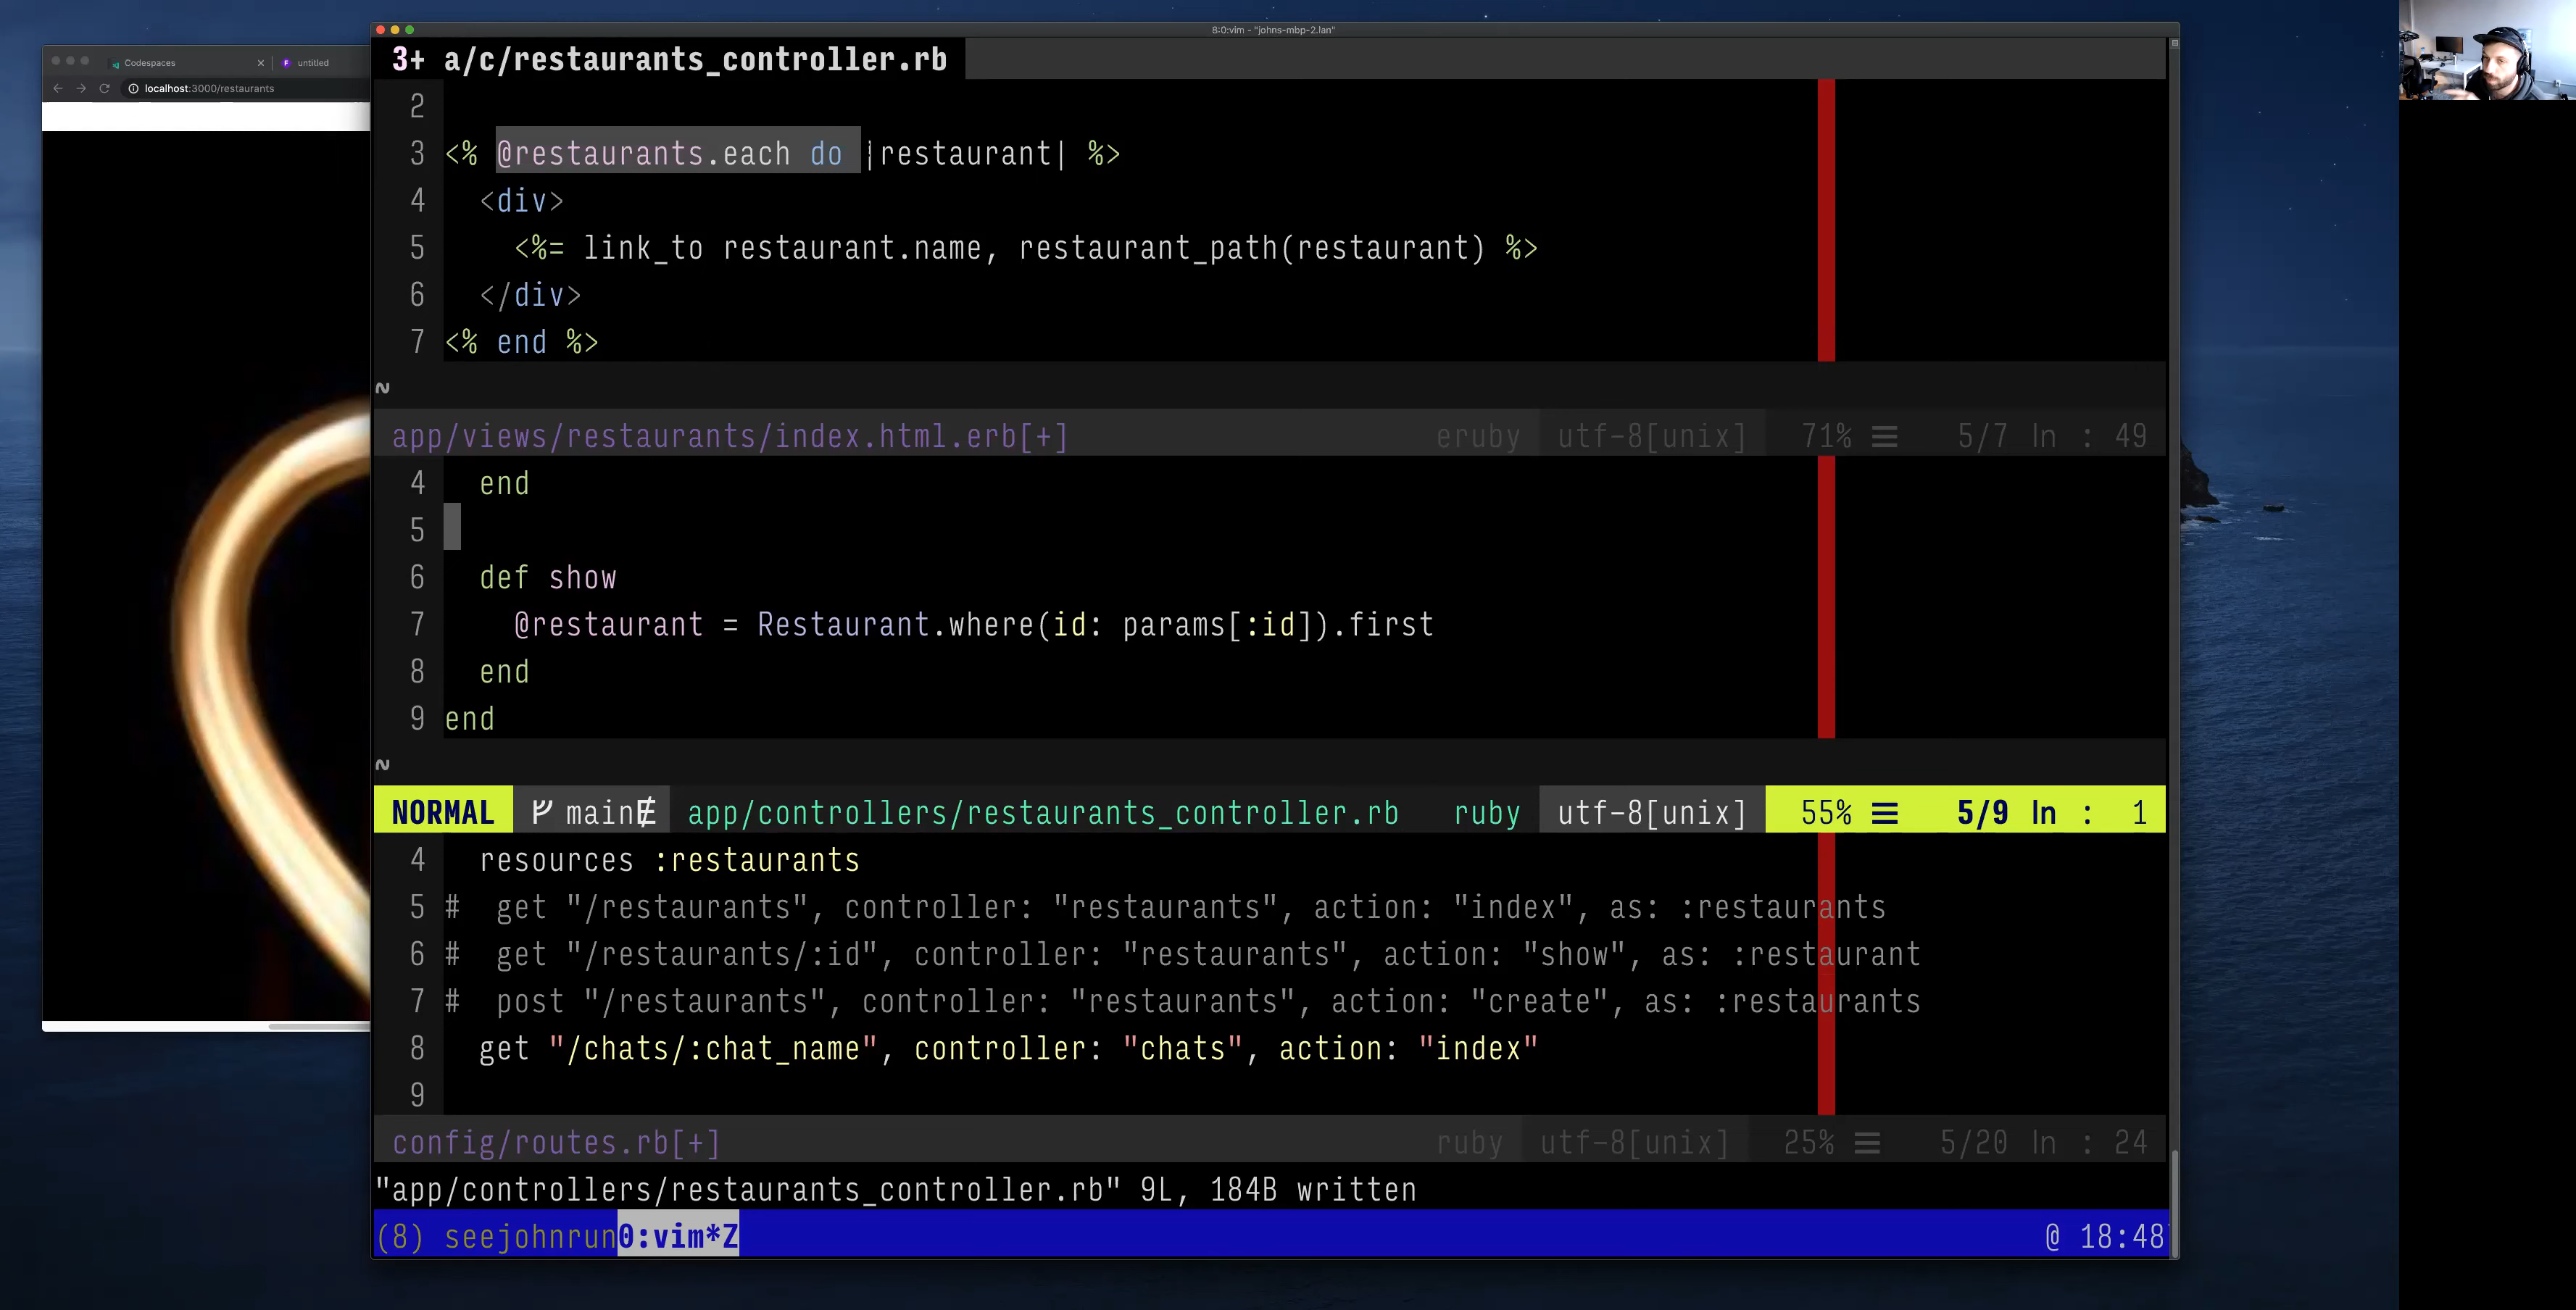 8:0:vim - "johns-mbp-2.lan"
Codespaces
untitled
localhost:3000/restaurants
3+ a/c/restaurants_controller.rb
2
3 <% @restaurants.each do |restaurant| %>
4   <div>
5     <%= link_to restaurant.name, restaurant_path(restaurant) %>
6   </div>
7 <% end %>
~
app/views/restaurants/index.html.erb[+] eruby utf-8[unix] 71% ☰ 5/7 ln : 49
4   end
5
6   def show
7     @restaurant = Restaurant.where(id: params[:id]).first
8   end
9 end
~
NORMAL main app/controllers/restaurants_controller.rb ruby utf-8[unix] 55% ☰ 5/9 ln : 1
4   resources :restaurants
5 #  get "/restaurants", controller: "restaurants", action: "index", as: :restaurants
6 #  get "/restaurants/:id", controller: "restaurants", action: "show", as: :restaurant
7 #  post "/restaurants", controller: "restaurants", action: "create", as: :restaurants
8   get "/chats/:chat_name", controller: "chats", action: "index"
9
config/routes.rb[+] ruby utf-8[unix] 25% ☰ 5/20 ln : 24
"app/controllers/restaurants_controller.rb" 9L, 184B written
(8) seejohnrun0:vim*Z @ 18:48